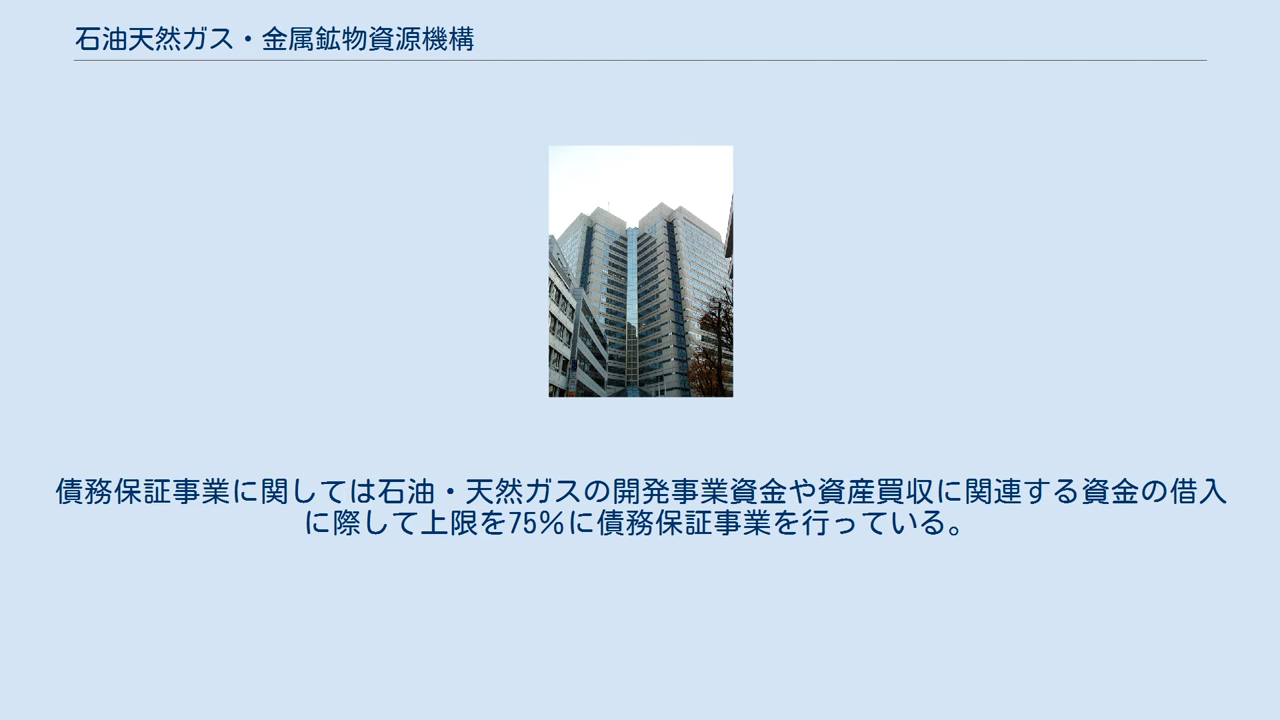 石油天然ガス・金属鉱物資源機構
債務保証事業に関しては石油・天然ガスの開発事業資金や資産買収に関連する資金の借入
に際して上限を75％に債務保証事業を行っている。